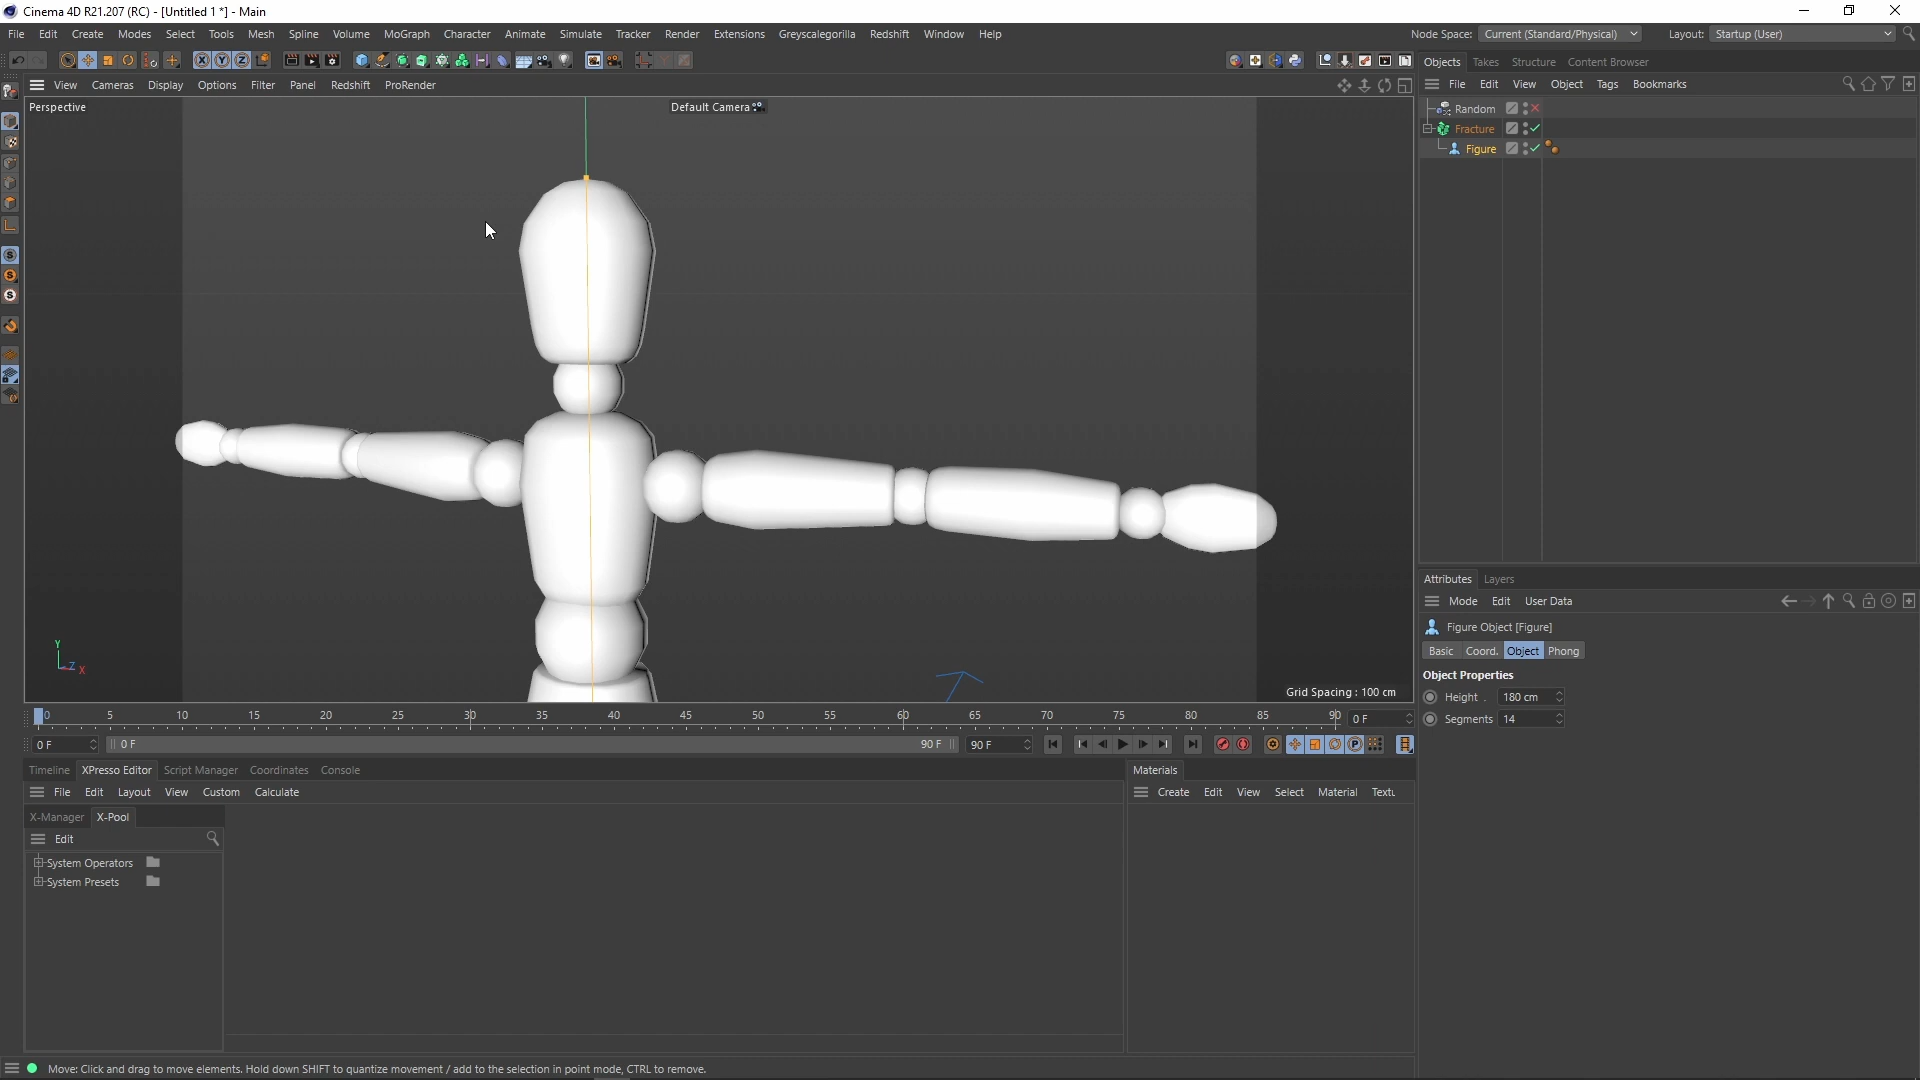 Cinema 4D R21.207 (RC) - [Untitled 1 *] - Main
File Edit Create Modes Select Tools Mesh Spline Volume MoGraph Character Animate Simulate Tracker Render Extensions Greyscalegorilla Redshift Window Help
Node Space: Current (Standard/Physical) Layout: Startup (User)
View Cameras Display Options Filter Panel Redshift ProRender
Perspective
Default Camera
Objects Takes Structure Content Browser
File Edit View Object Tags Bookmarks
Random
Fracture
Figure
Y
Z
X
Grid Spacing : 100 cm
Attributes Layers
Mode Edit User Data
Figure Object [Figure]
Basic Coord. Object Phong
Object Properties
Height . 180 cm
Segments 14
0 5 10 15 20 25 30 35 40 45 50 55 60 65 70 75 80 85 90 0 F
0 F 0 F 90 F 90 F
Timeline XPresso Editor Script Manager Coordinates Console
File Edit Layout View Custom Calculate
X-Manager X-Pool
Edit
System Operators
System Presets
Materials
Create Edit View Select Material Textu
Move: Click and drag to move elements. Hold down SHIFT to quantize movement / add to the selection in point mode, CTRL to remove.